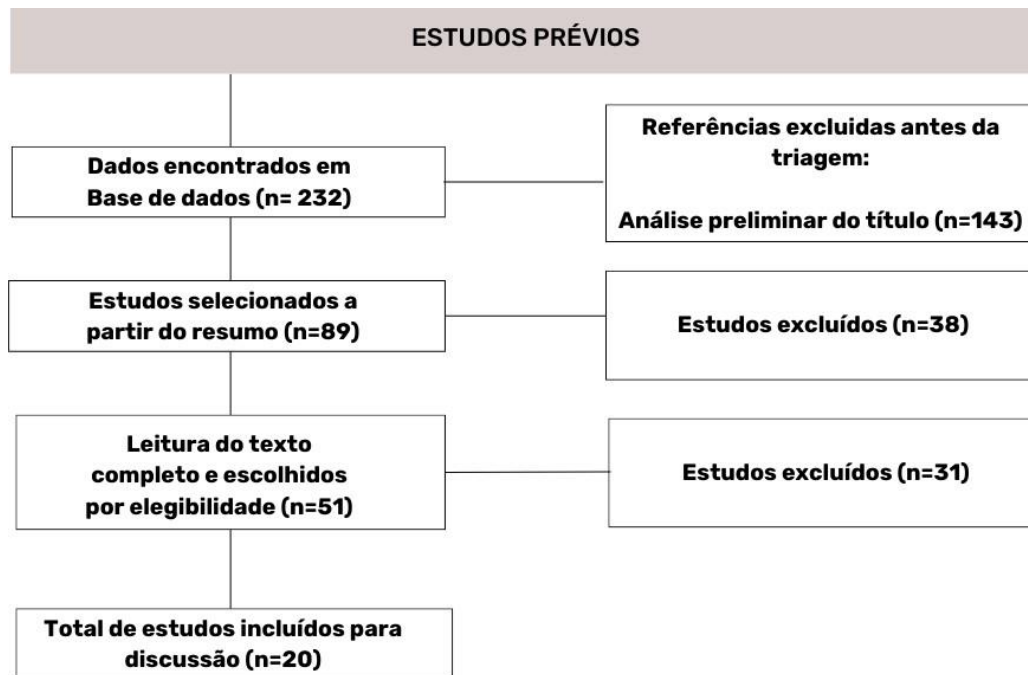 ESTUDOS PRÉVIOS
Dados encontrados em
Base de dados (n= 232)
Referências excluidas antes da
triagem:
Análise preliminar do título (n=143)
Estudos selecionados a
partir do resumo (n=89)
Estudos excluídos (n=38)
Leitura do texto
completo e escolhidos
por elegibilidade (n=51)
Estudos excluídos (n=31)
Total de estudos incluídos para
discussão (n=20)